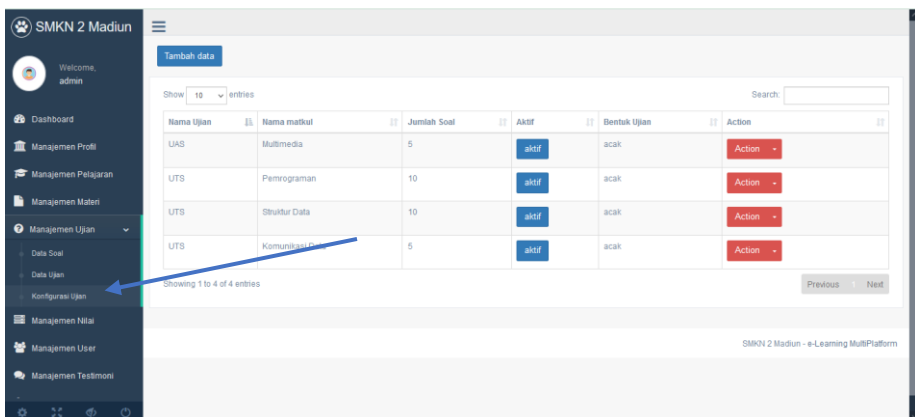 SMKN 2 Madiun
Welcome,
admin
Dashboard
Manajemen Profil
Manajemen Pelajaran
Manajemen Materi
Manajemen Ujian
Data Soal
Data Ujian
Konfigurasi Ujian
Manajemen Nilai
Manajemen User
Manajemen Testimoni
Tambah data
Show 10 entries Search:
Nama Ujian Nama matkul Jumlah Soal Aktif Bentuk Ujian Action
UAS Multimedia 5 aktif acak Action
UTS Pemrograman 10 aktif acak Action
UTS Struktur Data 10 aktif acak Action
UTS Komunikasi Data 5 aktif acak Action
Showing 1 to 4 of 4 entries Previous 1 Next
SMKN 2 Madiun - e-Learning MultiPlatform